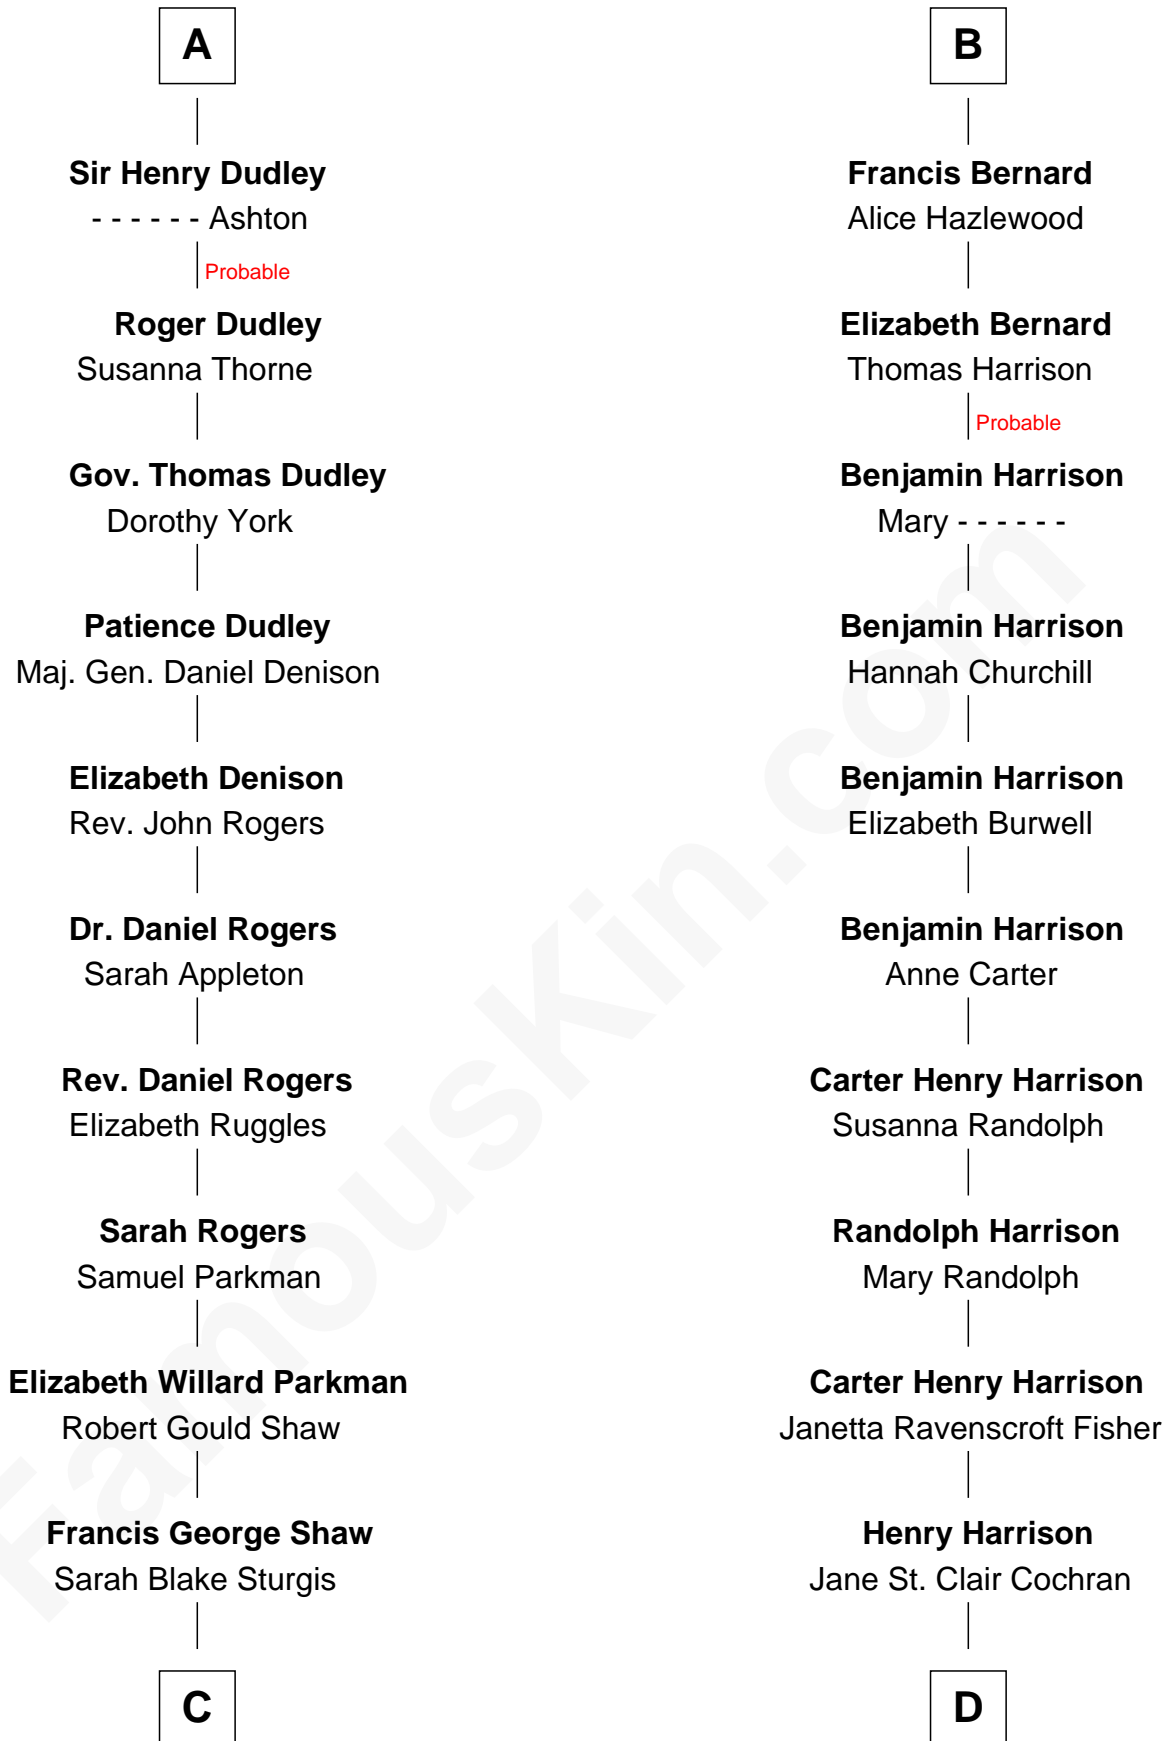 A
Sir Henry Dudley
- - - - - - Ashton
Probable
Roger Dudley
Susanna Thorne
Gov. Thomas Dudley
Dorothy York
Patience Dudley
Maj. Gen. Daniel Denison
Elizabeth Denison
Rev. John Rogers
Dr. Daniel Rogers
Sarah Appleton
Rev. Daniel Rogers
Elizabeth Ruggles
Sarah Rogers
Samuel Parkman
Elizabeth Willard Parkman
Robert Gould Shaw
Francis George Shaw
Sarah Blake Sturgis
C
B
Francis Bernard
Alice Hazlewood
Elizabeth Bernard
Thomas Harrison
Probable
Benjamin Harrison
Mary - - - - - -
Benjamin Harrison
Hannah Churchill
Benjamin Harrison
Elizabeth Burwell
Benjamin Harrison
Anne Carter
Carter Henry Harrison
Susanna Randolph
Randolph Harrison
Mary Randolph
Carter Henry Harrison
Janetta Ravenscroft Fisher
Henry Harrison
Jane St. Clair Cochran
D
FamousKin.com